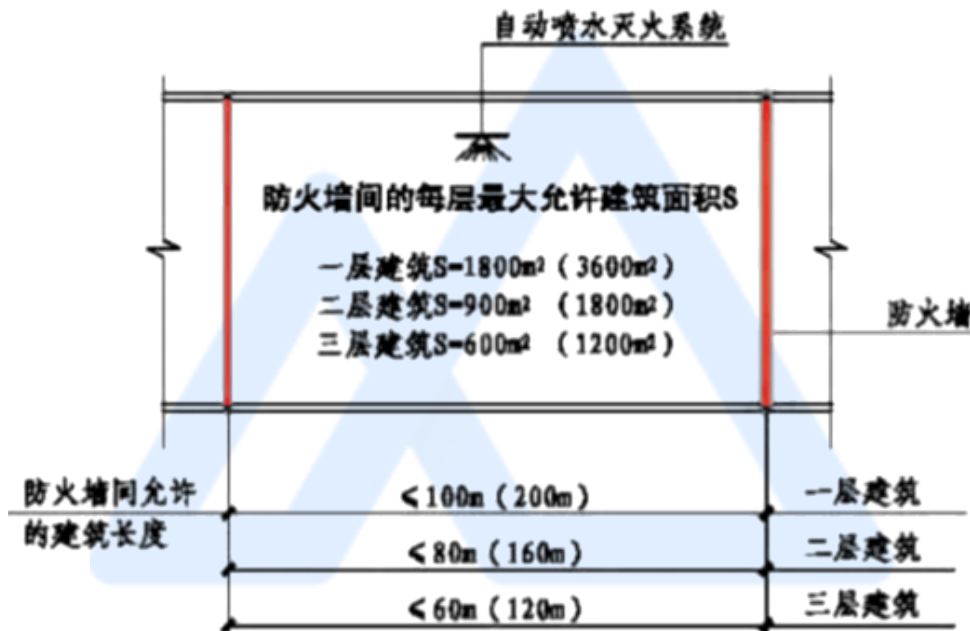 自动喷水灭火系统
防火墙间的每层最大允许建筑面积S
一层建筑S=1800m²（3600m²）
二层建筑S=900m²（1800m²）
三层建筑S=600m²（1200m²）
防火墙
防火墙间允许
的建筑长度
≤100m（200m）
一层建筑
≤80m（160m）
二层建筑
≤60m（120m）
三层建筑